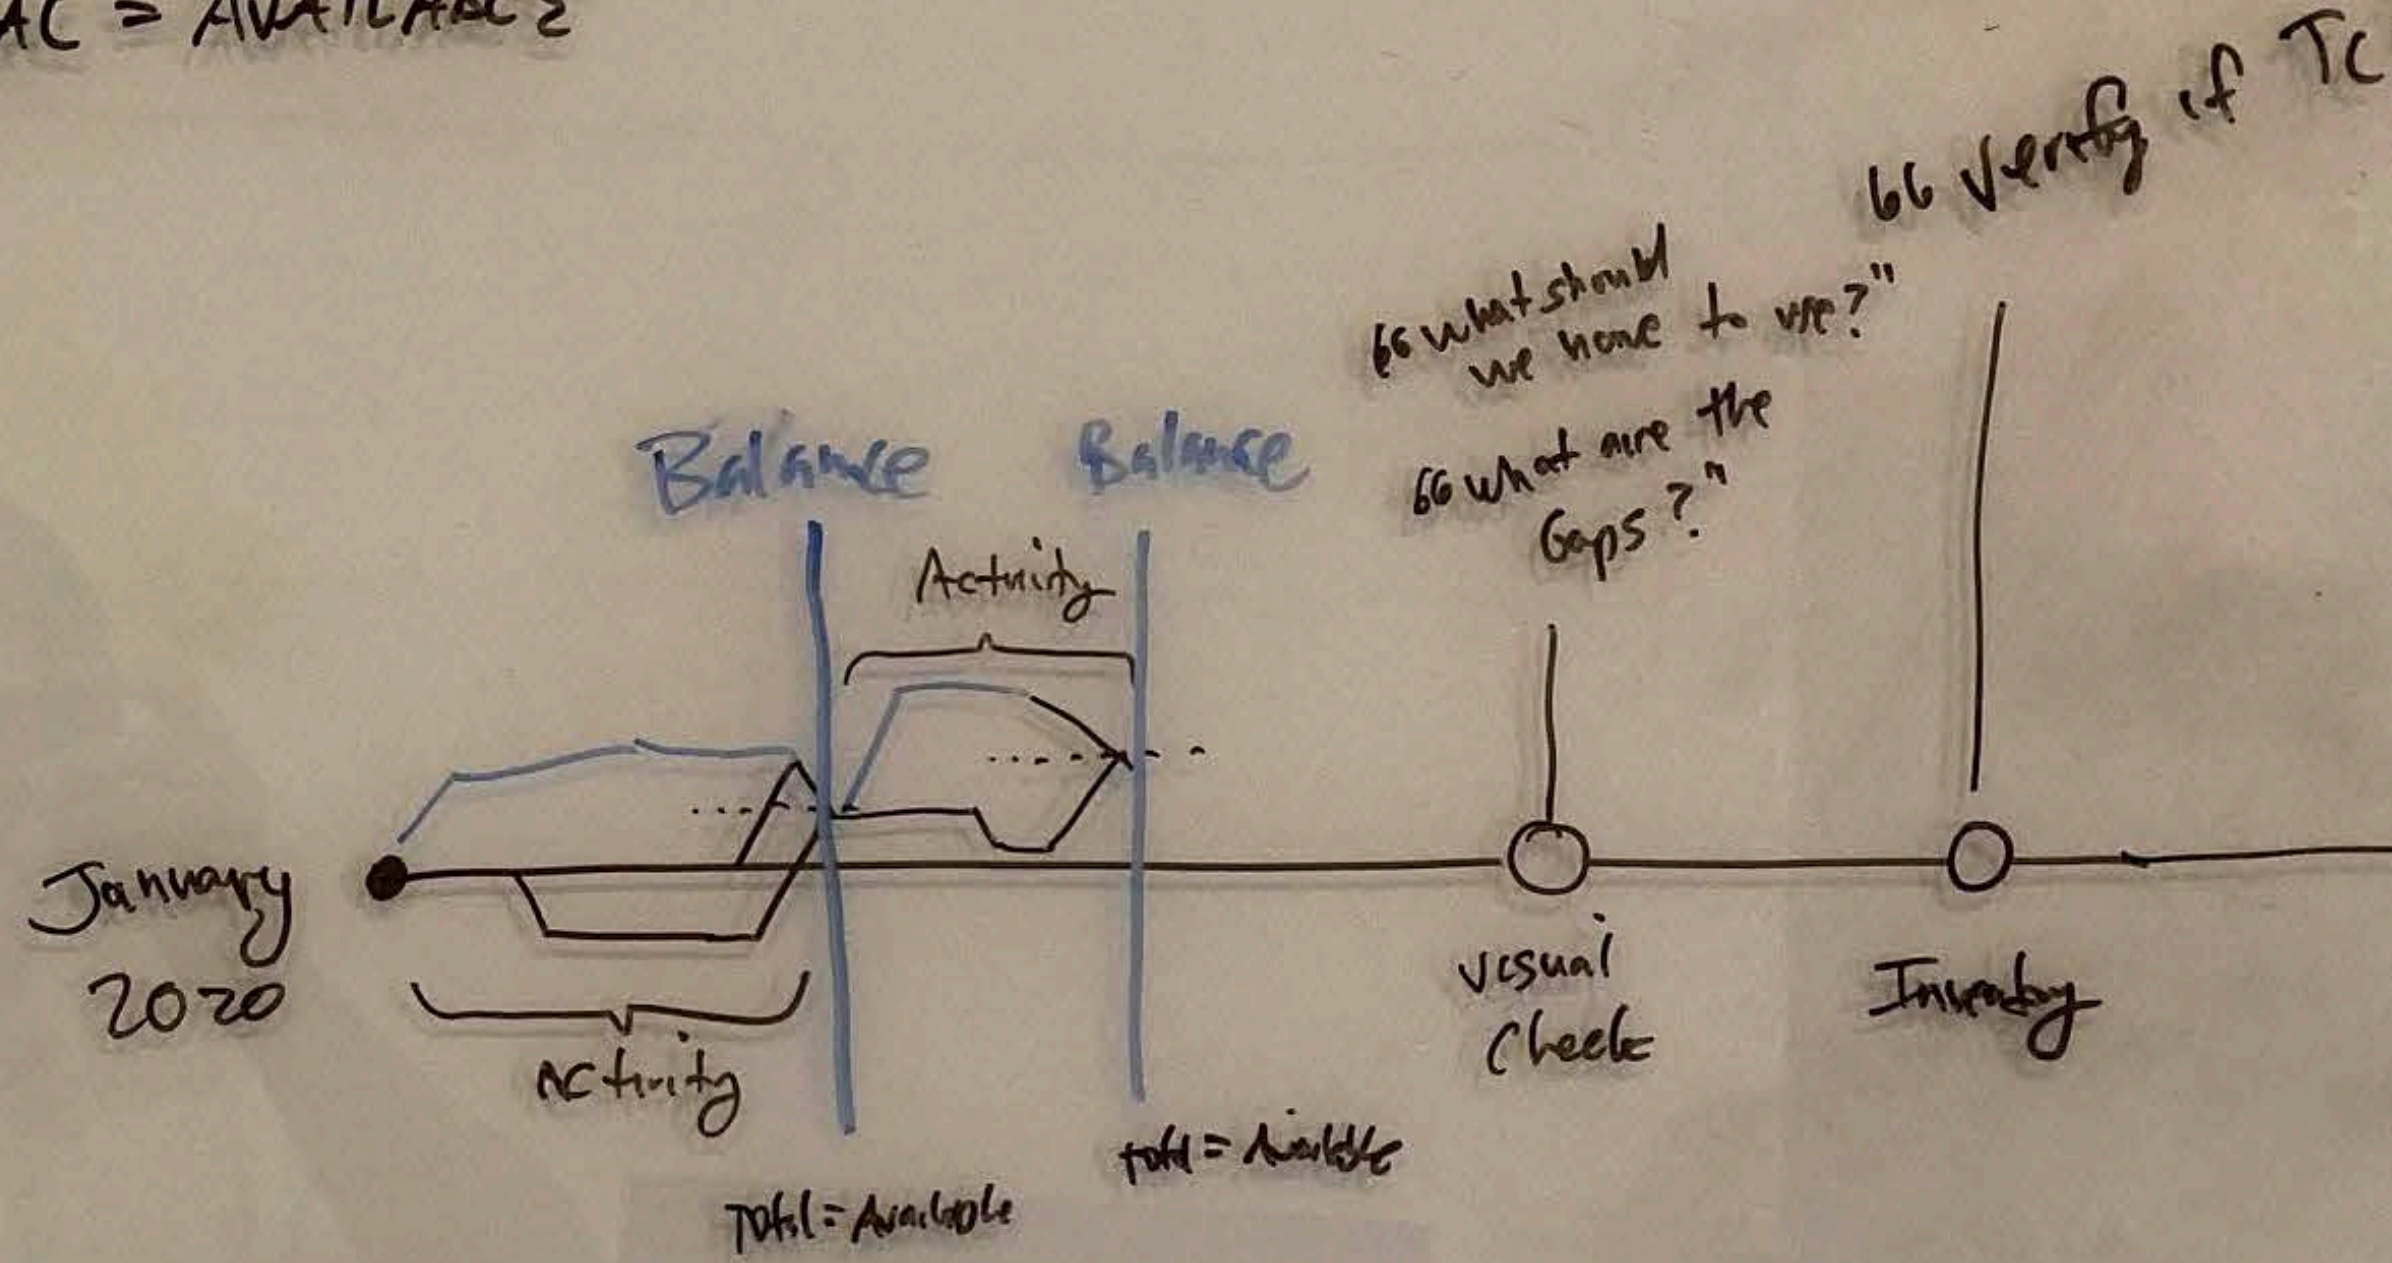 AC = AVAILABLE
“Verify if TC
“what should
we have to use?”
“what are the
Gaps?”
Balance
Balance
Activity
January
2020
Activity
Visual
Check
Inventory
Total = Available
total = Available